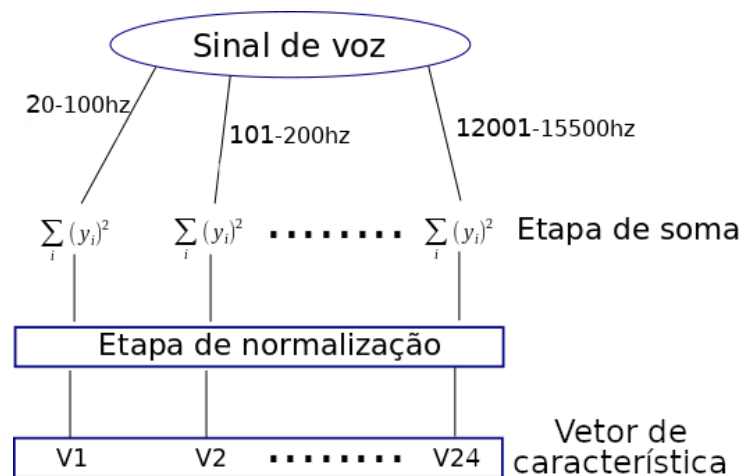 Sinal de voz
20-100hz
101-200hz
12001-15500hz
∑i (yi)² ∑i (yi)² ········ ∑i (yi)² Etapa de soma
Etapa de normalização
V1 V2 ········ V24
Vetor de
característica